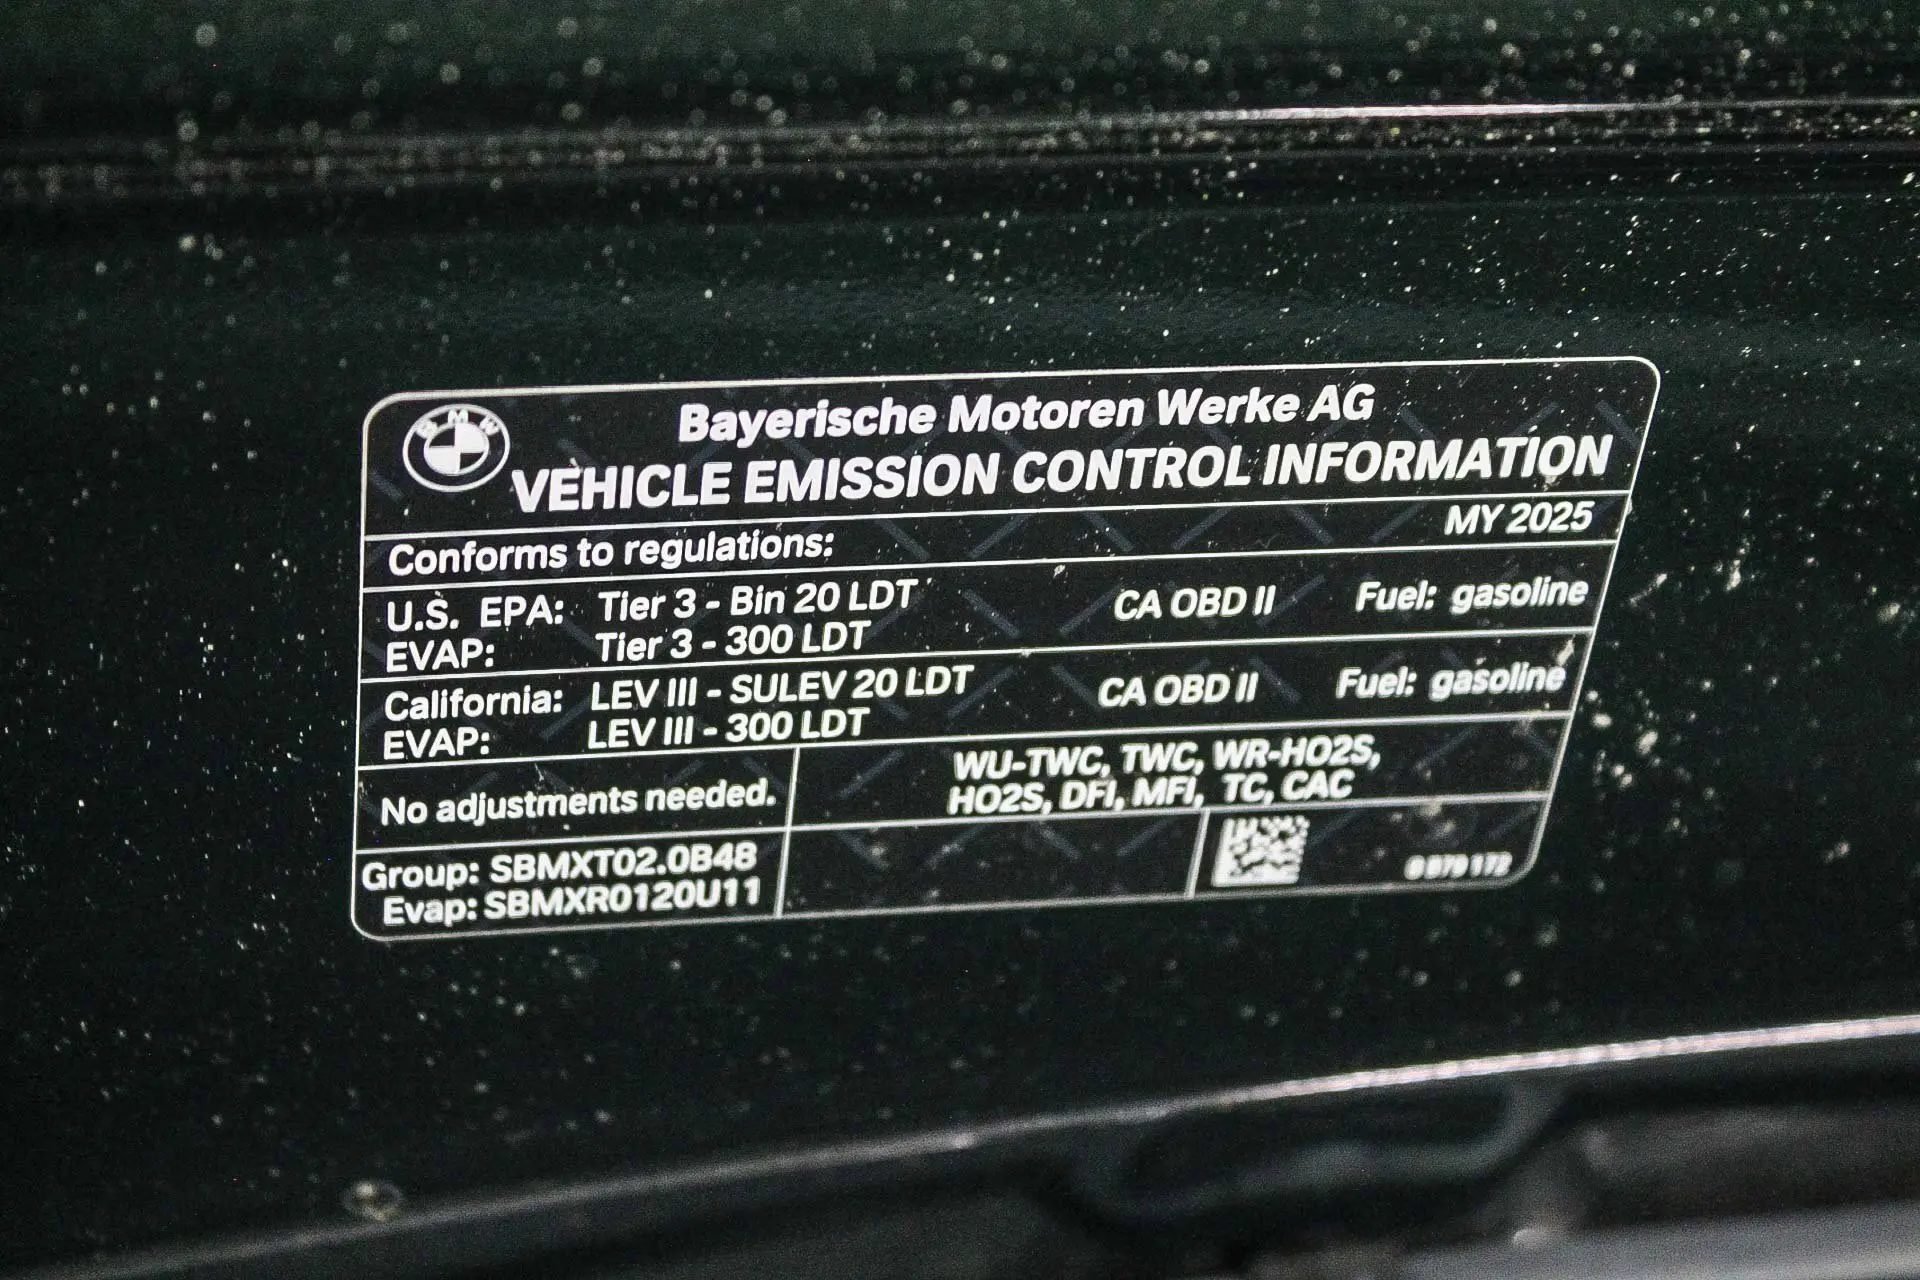 BMW
Bayerische Motoren Werke AG
VEHICLE EMISSION CONTROL INFORMATION
MY 2025
Conforms to regulations:
U.S. EPA: Tier 3 - Bin 20 LDT CA OBD II Fuel: gasoline
EVAP: Tier 3 - 300 LDT
California: LEV III - SULEV 20 LDT CA OBD II Fuel: gasoline
EVAP: LEV III - 300 LDT
No adjustments needed.
WU-TWC, TWC, WR-HO2S,
HO2S, DFI, MFI, TC, CAC
Group: SBMXT02.0B48
Evap: SBMXR0120U11